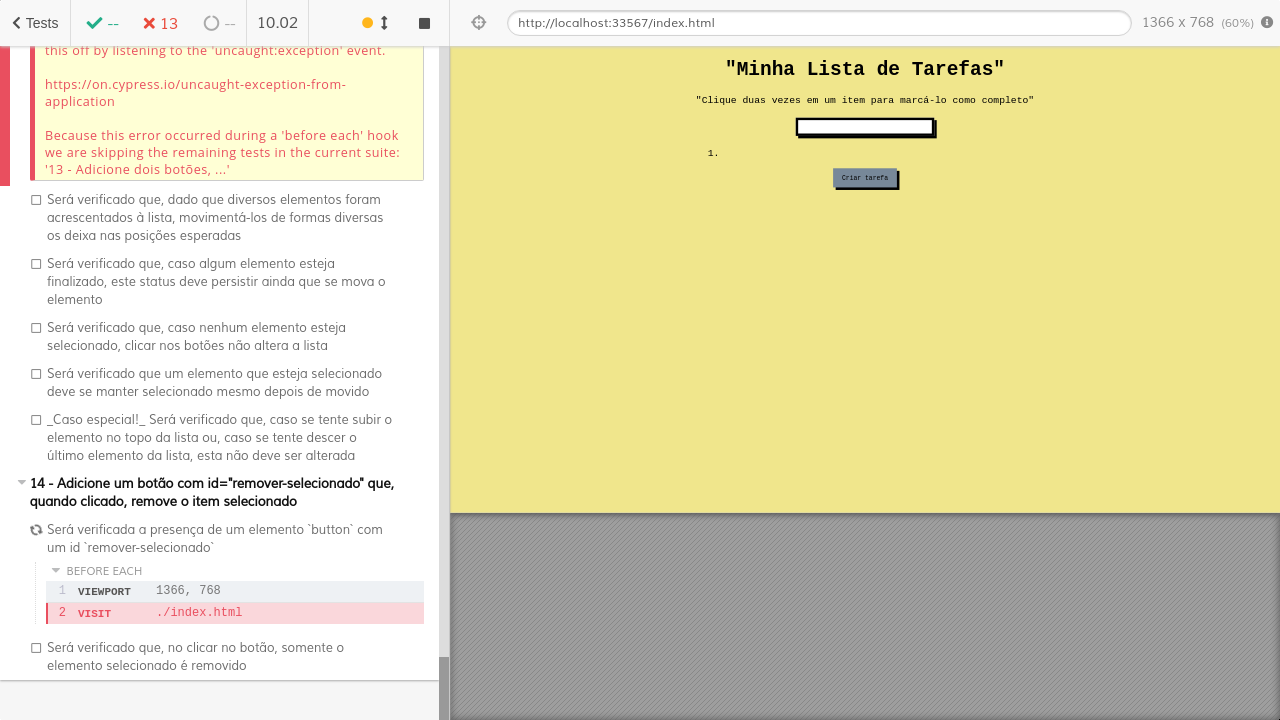 Tests
--
13
--
10.02
http://localhost:33567/index.html
1366 x 768 (60%)
this off by listening to the 'uncaught:exception' event.
https://on.cypress.io/uncaught-exception-from-
application
Because this error occurred during a 'before each' hook
we are skipping the remaining tests in the current suite:
'13 - Adicione dois botões, ...'
Será verificado que, dado que diversos elementos foram
acrescentados à lista, movimentá-los de formas diversas
os deixa nas posições esperadas
Será verificado que, caso algum elemento esteja
finalizado, este status deve persistir ainda que se mova o
elemento
Será verificado que, caso nenhum elemento esteja
selecionado, clicar nos botões não altera a lista
Será verificado que um elemento que esteja selecionado
deve se manter selecionado mesmo depois de movido
_Caso especial!_ Será verificado que, caso se tente subir o
elemento no topo da lista ou, caso se tente descer o
último elemento da lista, esta não deve ser alterada
14 - Adicione um botão com id="remover-selecionado" que,
quando clicado, remove o item selecionado
Será verificada a presença de um elemento `button` com
um id `remover-selecionado`
BEFORE EACH
1 VIEWPORT 1366, 768
2 VISIT ./index.html
Será verificado que, no clicar no botão, somente o
elemento selecionado é removido
"Minha Lista de Tarefas"
"Clique duas vezes em um item para marcá-lo como completo"
1.
Criar tarefa